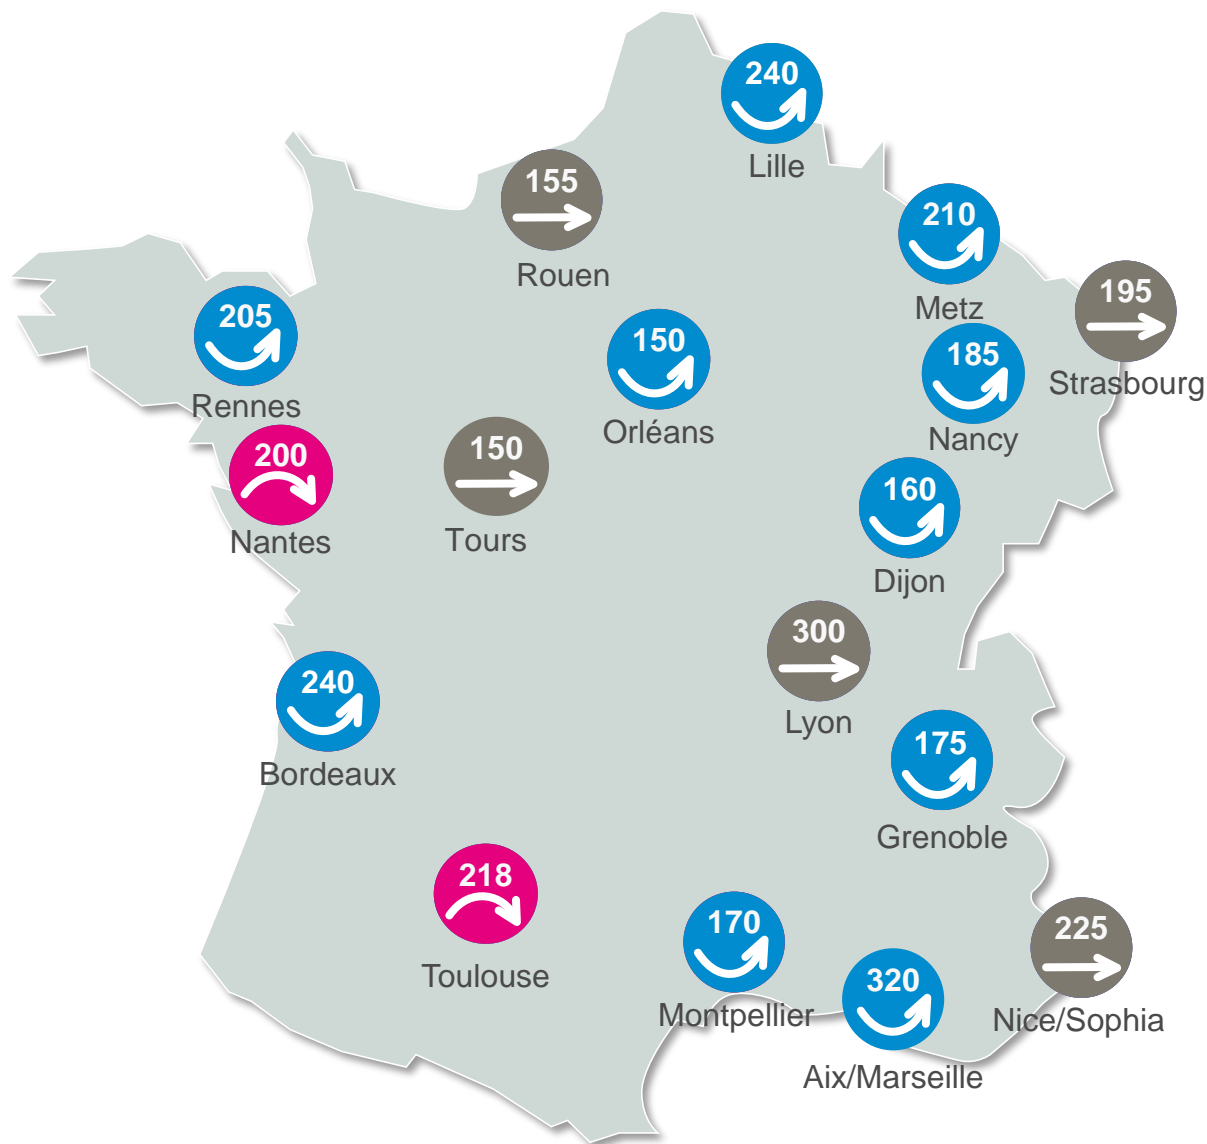 240
Lille
155
Rouen
210
Metz
195
Strasbourg
205
Rennes
150
Orléans
185
Nancy
200
Nantes
150
Tours
160
Dijon
300
Lyon
240
Bordeaux
175
Grenoble
218
Toulouse
170
Montpellier
320
Aix/Marseille
225
Nice/Sophia